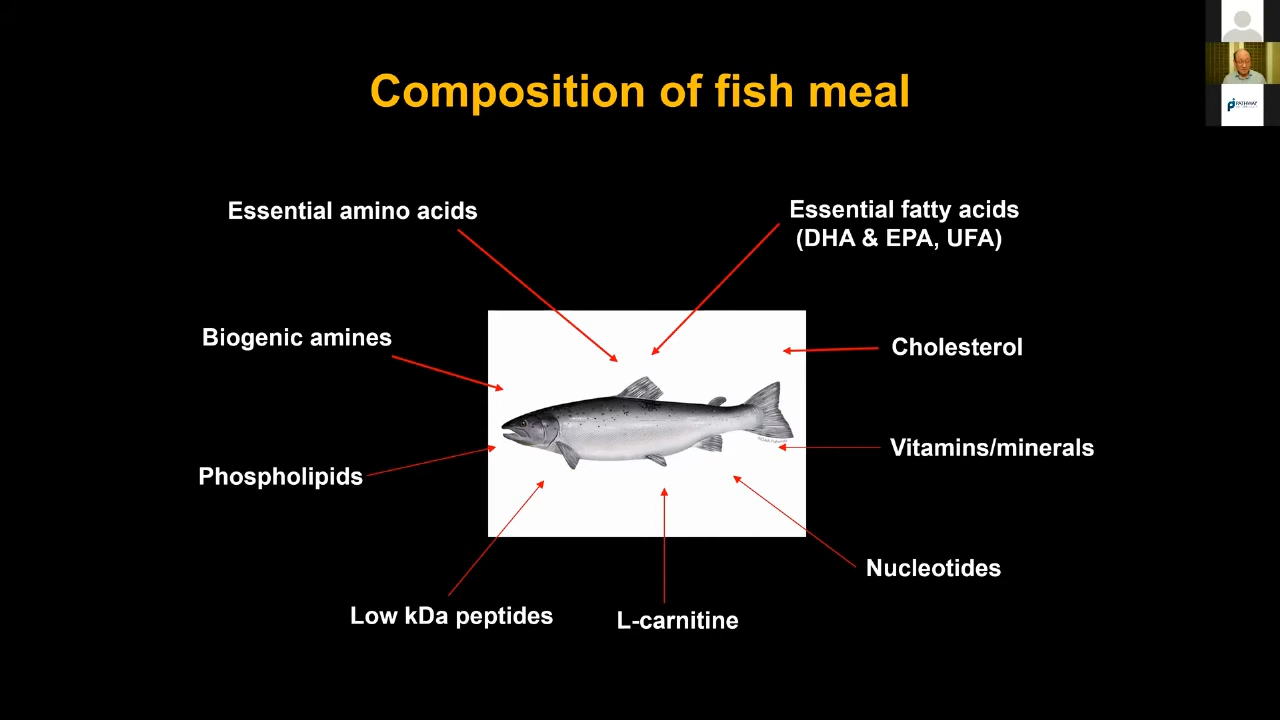 Composition of fish meal
Essential amino acids
Essential fatty acids
(DHA & EPA, UFA)
Biogenic amines
Cholesterol
Vitamins/minerals
Phospholipids
Nucleotides
Low kDa peptides
L-carnitine
PATHWAY